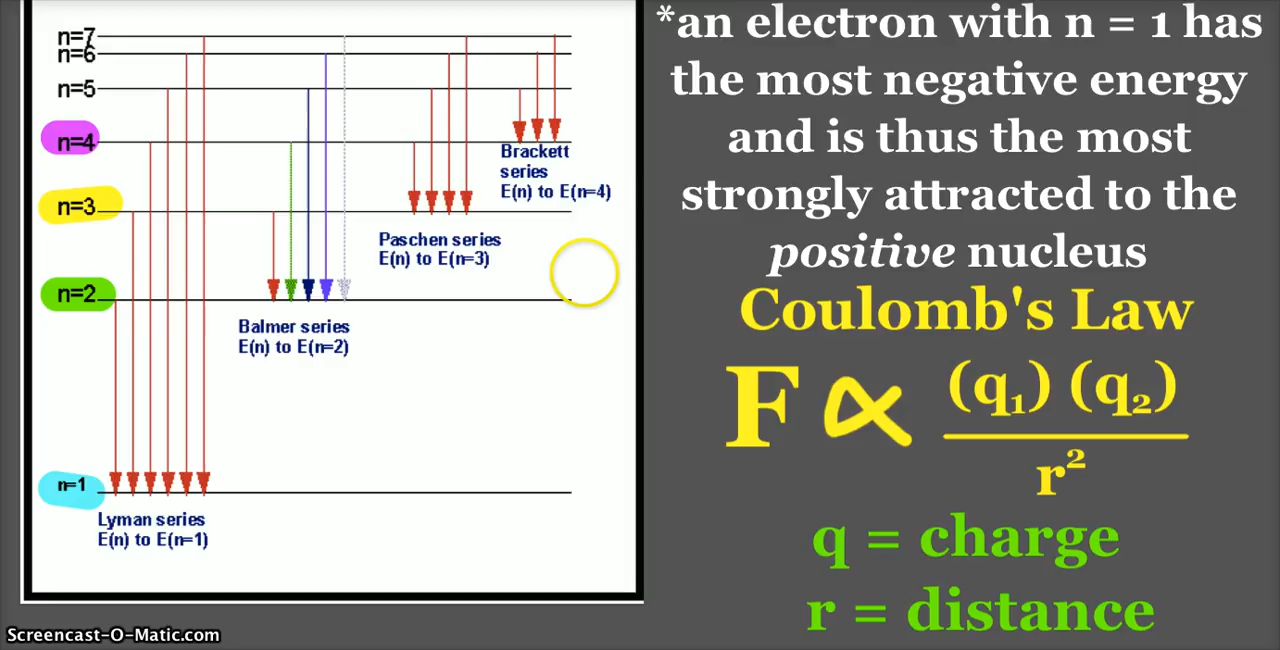 n=7
n=6
n=5
n=4
n=3
n=2
n=1
Brackett
series
E(n) to E(n=4)
Paschen series
E(n) to E(n=3)
Balmer series
E(n) to E(n=2)
Lyman series
E(n) to E(n=1)
*an electron with n = 1 has
the most negative energy
and is thus the most
strongly attracted to the
positive nucleus
Coulomb's Law
F ∝ (q₁) (q₂)
r²
q = charge
r = distance
Screencast-O-Matic.com